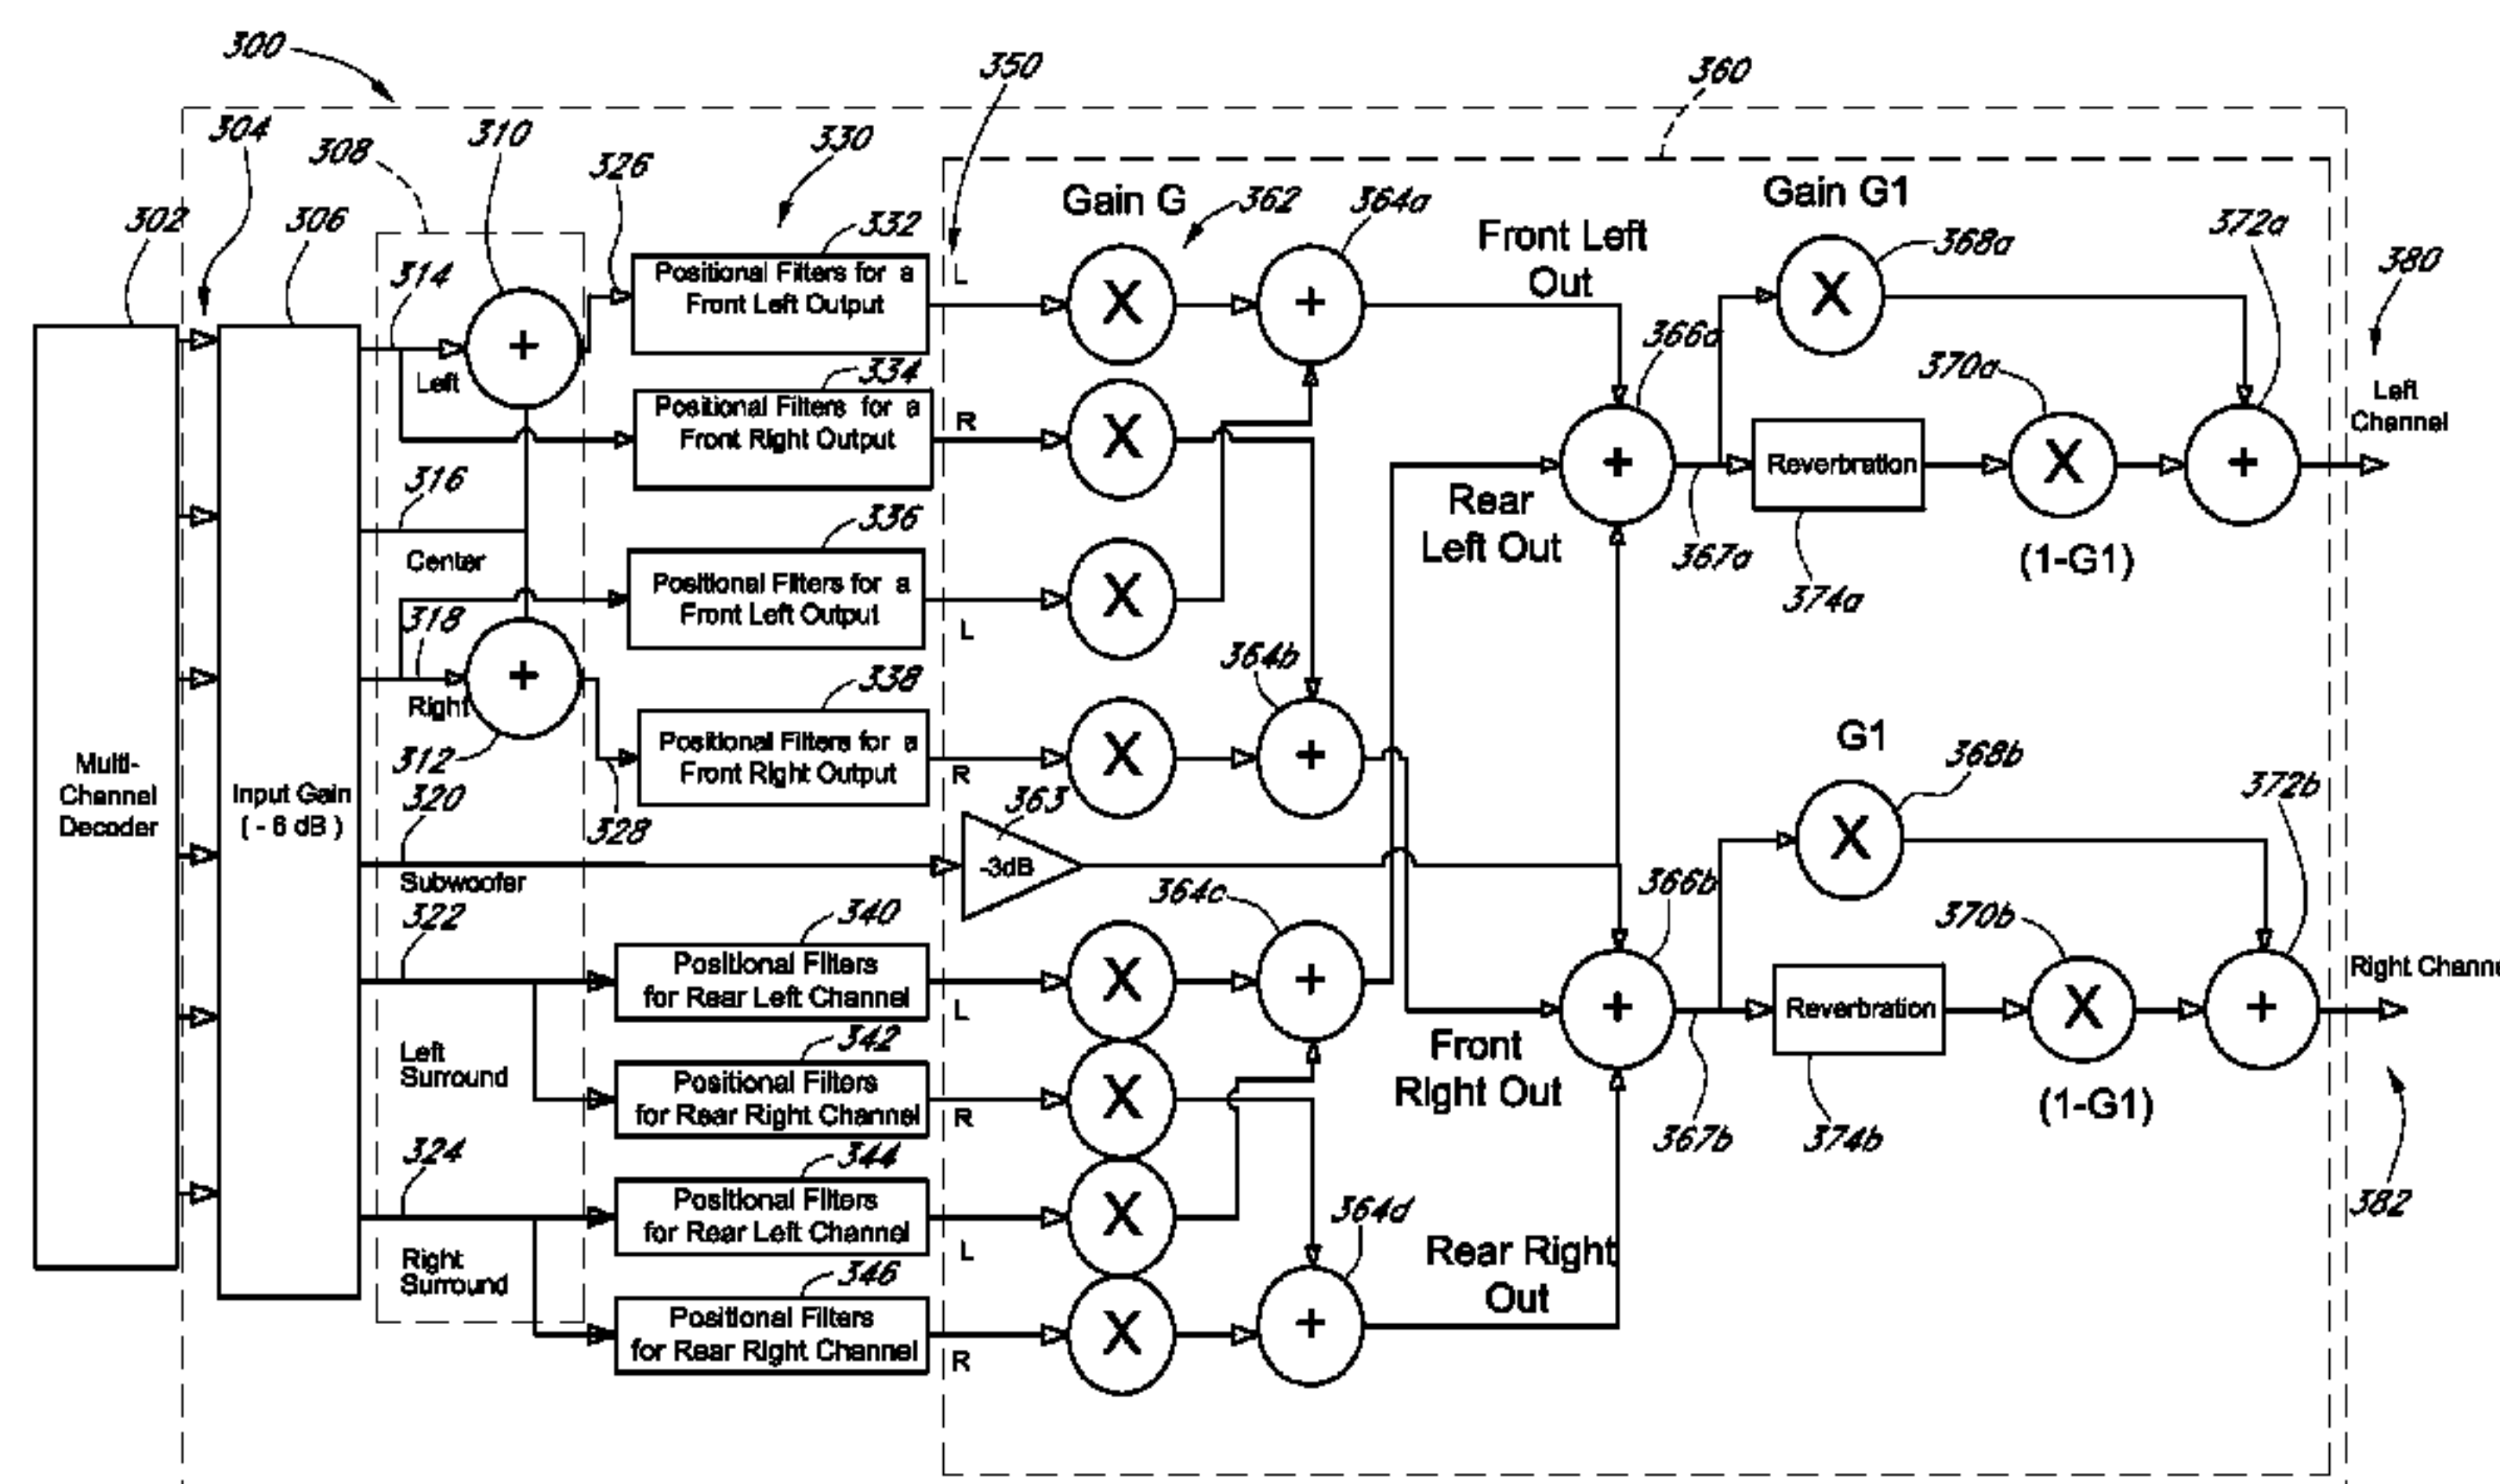 300
350
360
304
310
308
330
326
Gain G
362
364a
Gain G1
302
306
332
Front Left
Out
368a
372a
380
314
Positional Filters for a
Front Left Output
L
X
+
X
366a
Left
Channel
+
Left
334
Positional Filters for a
Front Right Output
R
X
370a
316
Rear
Left Out
+
Reverbration
X
+
Center
336
Positional Filters for a
Front Left Output
L
X
367a
374a
(1-G1)
318
Right
+
312
338
Positional Filters for a
Front Right Output
R
X
364b
+
G1
368b
X
372b
Multi-
Channel
Decoder
Input Gain
( - 6 dB )
320
Subwoofer
328
363
-3dB
366b
322
340
364c
370b
Positional Filters
for Rear Left Channel
L
X
+
+
Reverbration
X
+
Right Channe
Left
Surround
342
Positional Filters
for Rear Right Channel
R
X
Front
Right Out
367b
374b
(1-G1)
324
344
Positional Filters
for Rear Left Channel
L
X
364d
382
Right
Surround
346
Positional Filters
for Rear Right Channel
R
X
+
Rear Right
Out